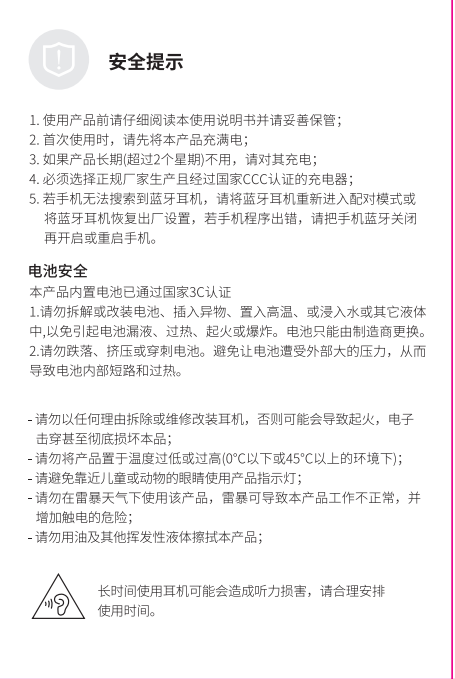 安全提示
1. 使用产品前请仔细阅读本使用说明书并请妥善保管；
2. 首次使用时，请先将本产品充满电；
3. 如果产品长期(超过2个星期)不用，请对其充电；
4. 必须选择正规厂家生产且经过国家CCC认证的充电器；
5. 若手机无法搜索到蓝牙耳机，请将蓝牙耳机重新进入配对模式或
将蓝牙耳机恢复出厂设置，若手机程序出错，请把手机蓝牙关闭
再开启或重启手机。
电池安全
本产品内置电池已通过国家3C认证
1.请勿拆解或改装电池、插入异物、置入高温、或浸入水或其它液体
中,以免引起电池漏液、过热、起火或爆炸。电池只能由制造商更换。
2.请勿跌落、挤压或穿刺电池。避免让电池遭受外部大的压力，从而
导致电池内部短路和过热。
- 请勿以任何理由拆除或维修改装耳机，否则可能会导致起火，电子
击穿甚至彻底损坏本品；
- 请勿将产品置于温度过低或过高(0℃以下或45℃以上的环境下)；
- 请避免靠近儿童或动物的眼睛使用产品指示灯；
- 请勿在雷暴天气下使用该产品，雷暴可导致本产品工作不正常，并
增加触电的危险；
- 请勿用油及其他挥发性液体擦拭本产品；
长时间使用耳机可能会造成听力损害，请合理安排
使用时间。